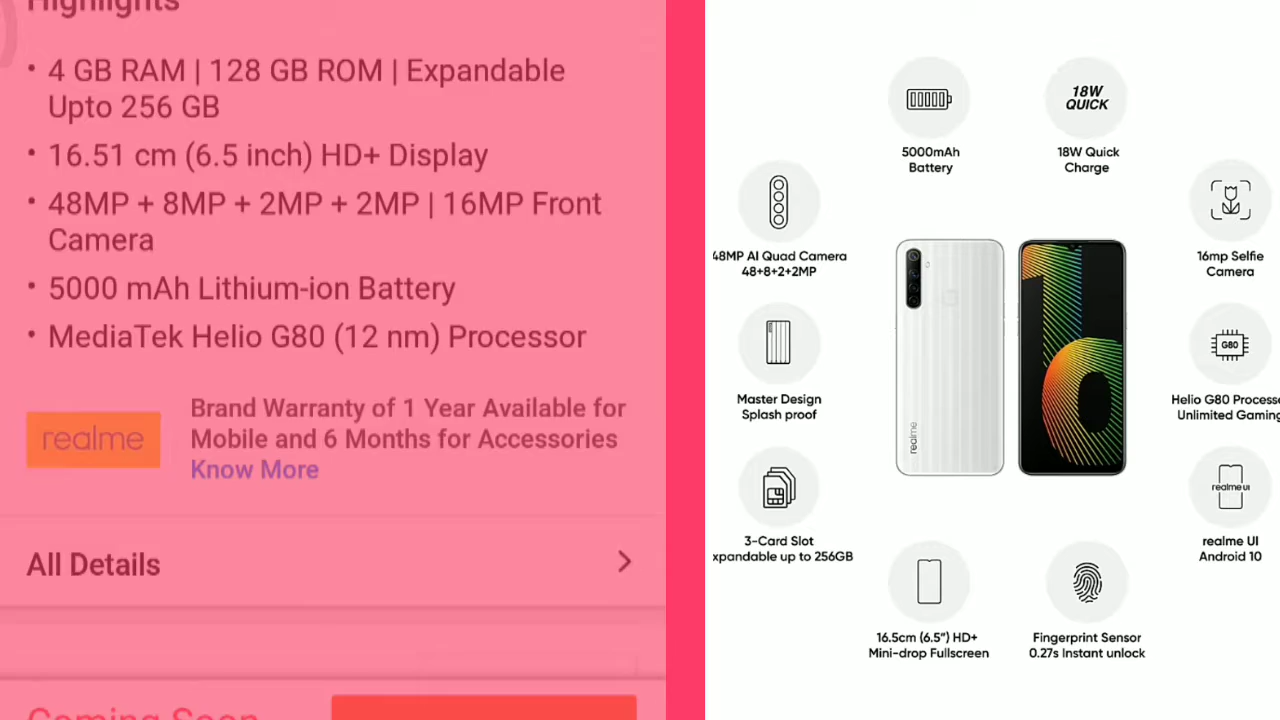 Highlights
• 4 GB RAM | 128 GB ROM | Expandable
Upto 256 GB
• 16.51 cm (6.5 inch) HD+ Display
• 48MP + 8MP + 2MP + 2MP | 16MP Front
Camera
• 5000 mAh Lithium-ion Battery
• MediaTek Helio G80 (12 nm) Processor
realme
Brand Warranty of 1 Year Available for
Mobile and 6 Months for Accessories
Know More
All Details
Coming Soon
18W
QUICK
5000mAh
Battery
18W Quick
Charge
48MP AI Quad Camera
48+8+2+2MP
16mp Selfie
Camera
realme
G80
Master Design
Splash proof
Helio G80 Processo
Unlimited Gaming
realme UI
3-Card Slot
xpandable up to 256GB
realme UI
Android 10
16.5cm (6.5") HD+
Mini-drop Fullscreen
Fingerprint Sensor
0.27s Instant unlock